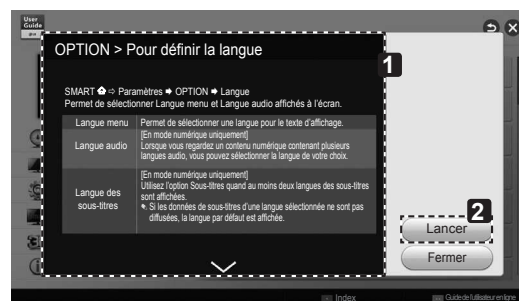 User
Guide
OPTION > Pour définir la langue
1
SMART ⇨ Paramètres ➡ OPTION ➡ Langue
Permet de sélectionner Langue menu et Langue audio affichés à l'écran.
Langue menu Permet de sélectionner une langue pour le texte d'affichage.
Langue audio [En mode numérique uniquement]
Lorsque vous regardez un contenu numérique contenant plusieurs
langues audio, vous pouvez sélectionner la langue de votre choix.
Langue des
sous-titres
[En mode numérique uniquement]
Utilisez l'option Sous-titres quand au moins deux langues des sous-titres
sont affichées.
Si les données de sous-titres d'une langue sélectionnée ne sont pas
diffusées, la langue par défaut est affichée.
2
Lancer
Fermer
Index
Guide de l'utilisateur en ligne